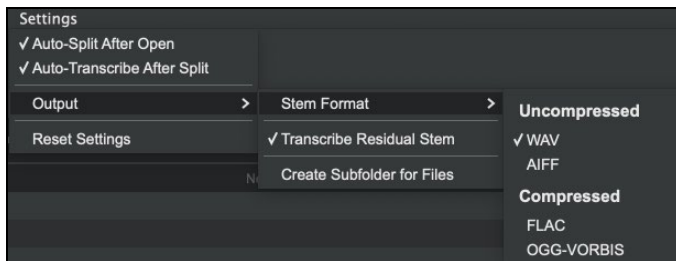 Settings
✓ Auto-Split After Open
✓ Auto-Transcribe After Split
Output >
Reset Settings
Stem Format >
✓ Transcribe Residual Stem
Create Subfolder for Files
Uncompressed
✓ WAV
AIFF
Compressed
FLAC
OGG-VORBIS